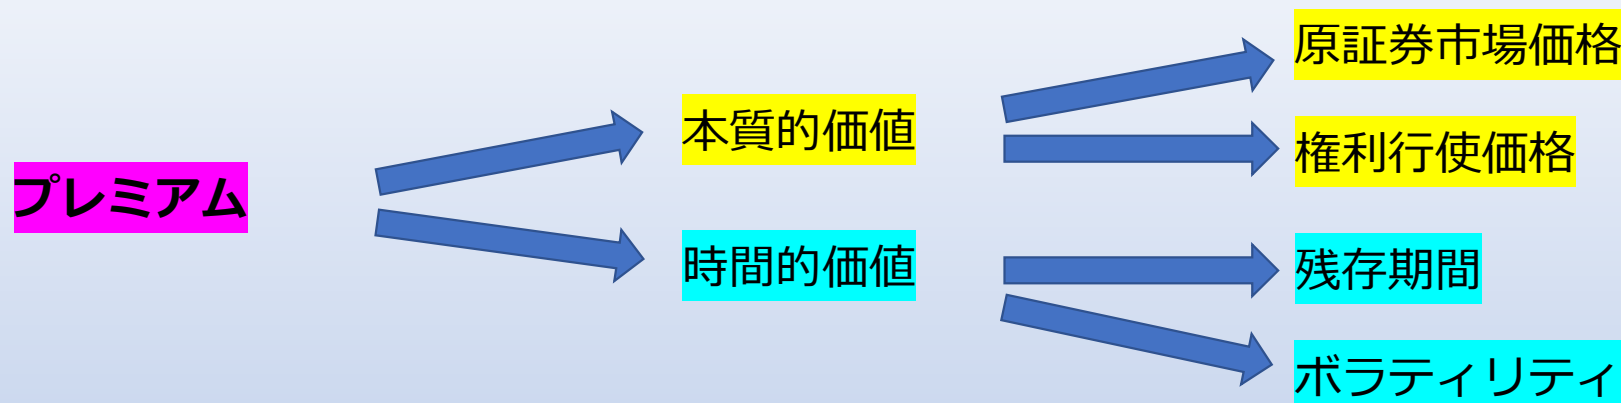 プレミアム
本質的価値
時間的価値
原証券市場価格
権利行使価格
残存期間
ボラティリティ